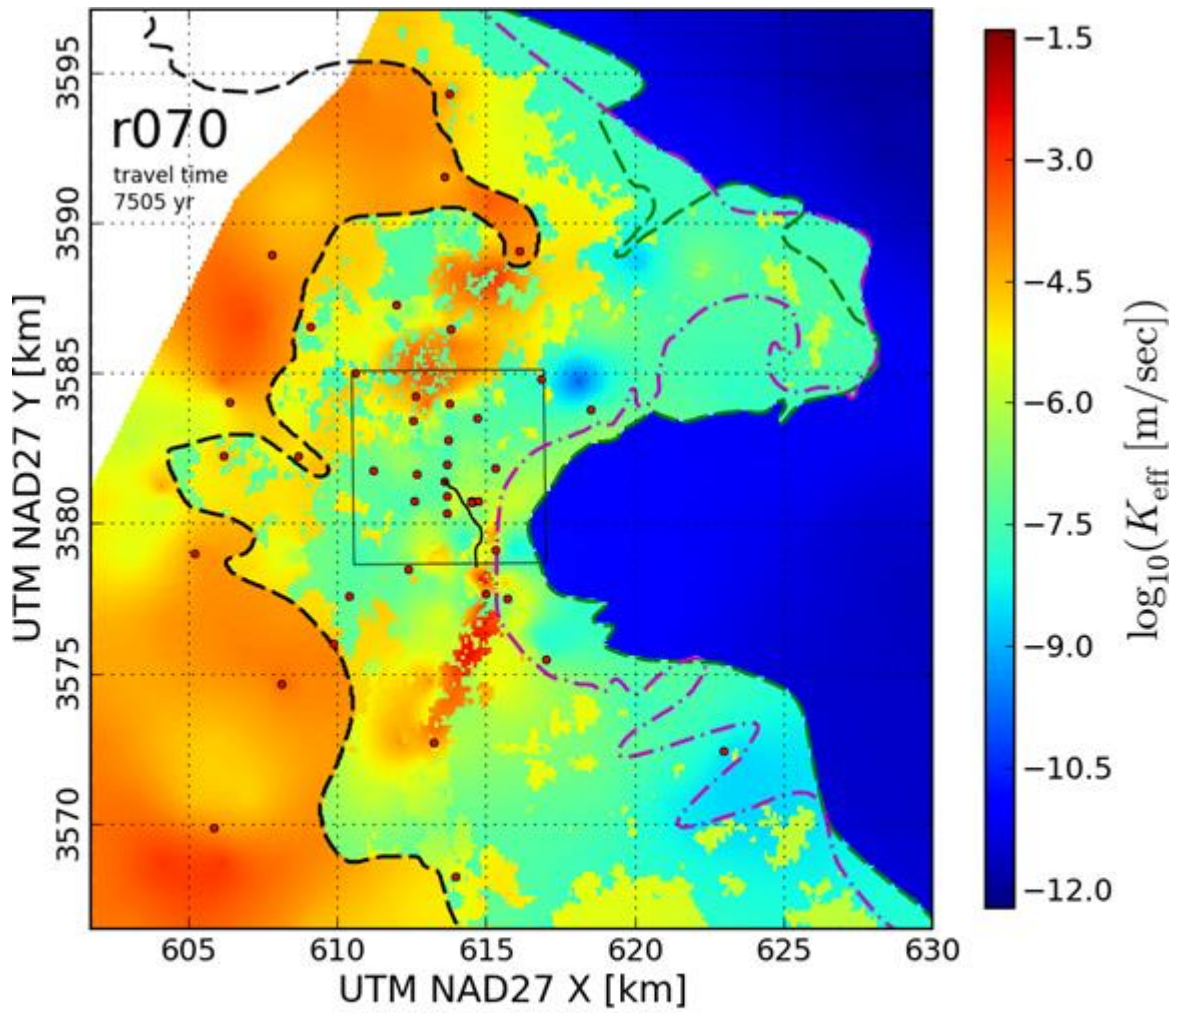 r070
travel time
7505 yr
3595
3590
3585
3580
3575
3570
UTM NAD27 Y [km]
605 610 615 620 625 630
UTM NAD27 X [km]
−1.5
−3.0
−4.5
−6.0
−7.5
−9.0
−10.5
−12.0
log10(Keff [m/sec])